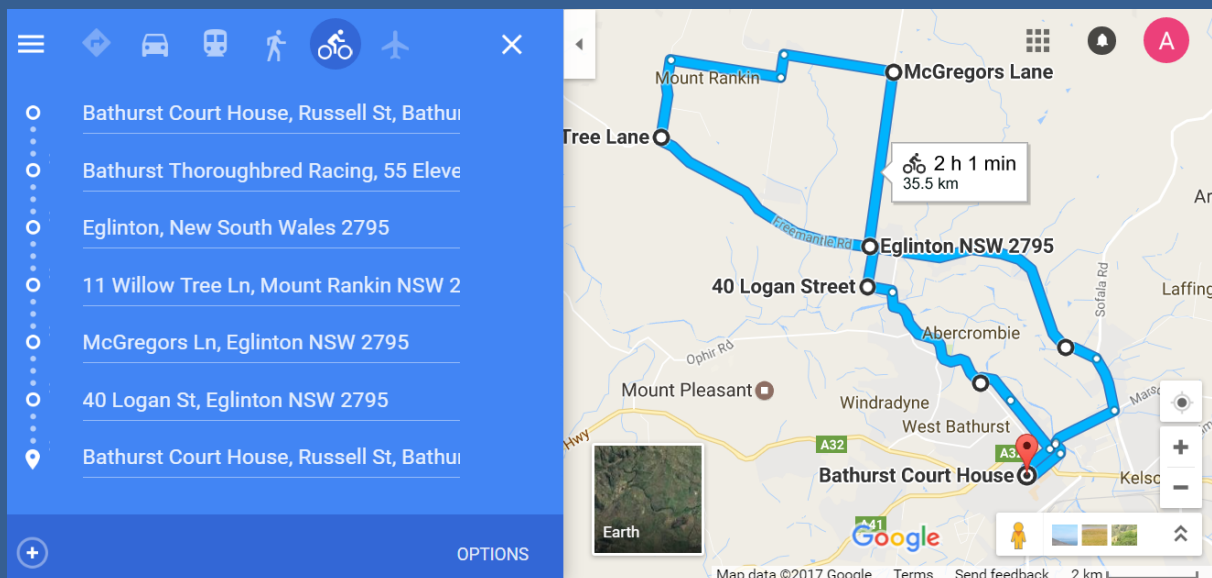 Bathurst Court House, Russell St, Bathur
Bathurst Thoroughbred Racing, 55 Eleve
Eglinton, New South Wales 2795
11 Willow Tree Ln, Mount Rankin NSW 2
McGregors Ln, Eglinton NSW 2795
40 Logan St, Eglinton NSW 2795
Bathurst Court House, Russell St, Bathur
OPTIONS
A
McGregors Lane
Mount Rankin
Tree Lane
2 h 1 min
35.5 km
Ar
Freemantle Rd
Eglinton NSW 2795
40 Logan Street
Sofala Rd
Laffing
Abercrombie
Ophir Rd
Mount Pleasant
Windradyne
West Bathurst
Hwy
A32
A32
Bathurst Court House
Kelso
Earth
A41
Google
Map data ©2017 Google Terms Send feedback 2 km